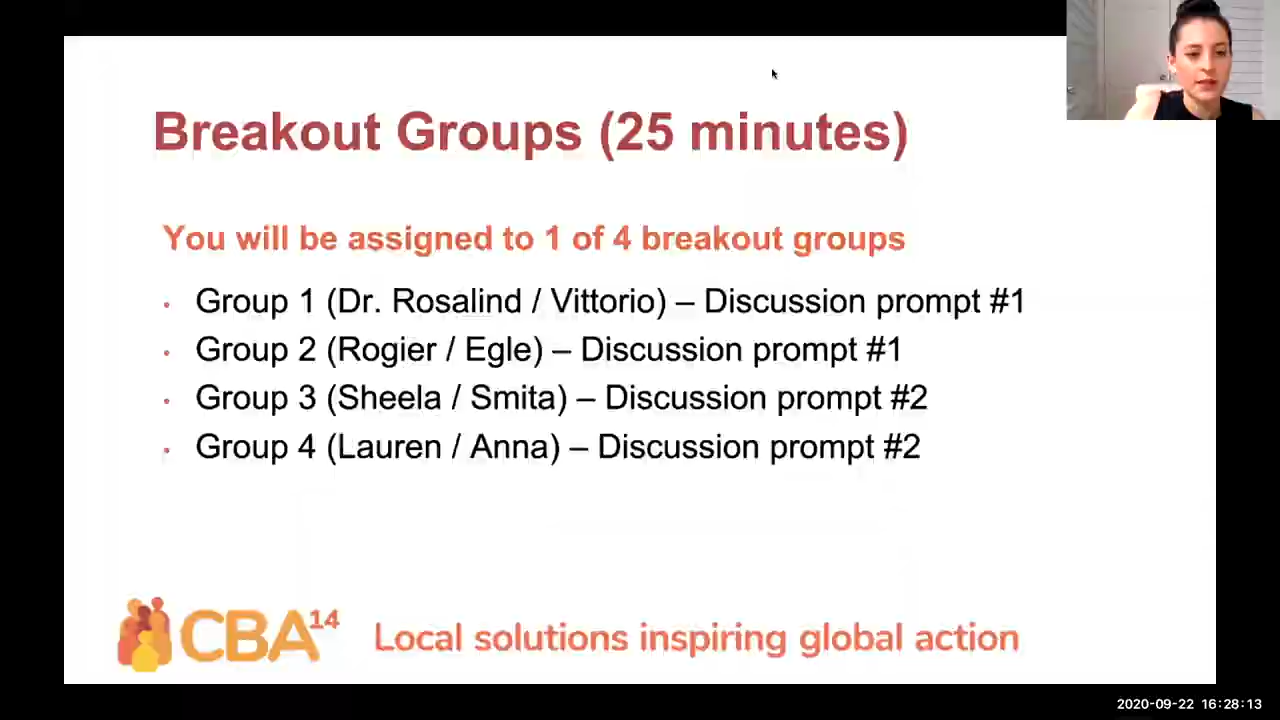 Breakout Groups (25 minutes)
You will be assigned to 1 of 4 breakout groups
• Group 1 (Dr. Rosalind / Vittorio) – Discussion prompt #1
• Group 2 (Rogier / Egle) – Discussion prompt #1
• Group 3 (Sheela / Smita) – Discussion prompt #2
• Group 4 (Lauren / Anna) – Discussion prompt #2
CBA14 Local solutions inspiring global action
2020-09-22 16:28:13